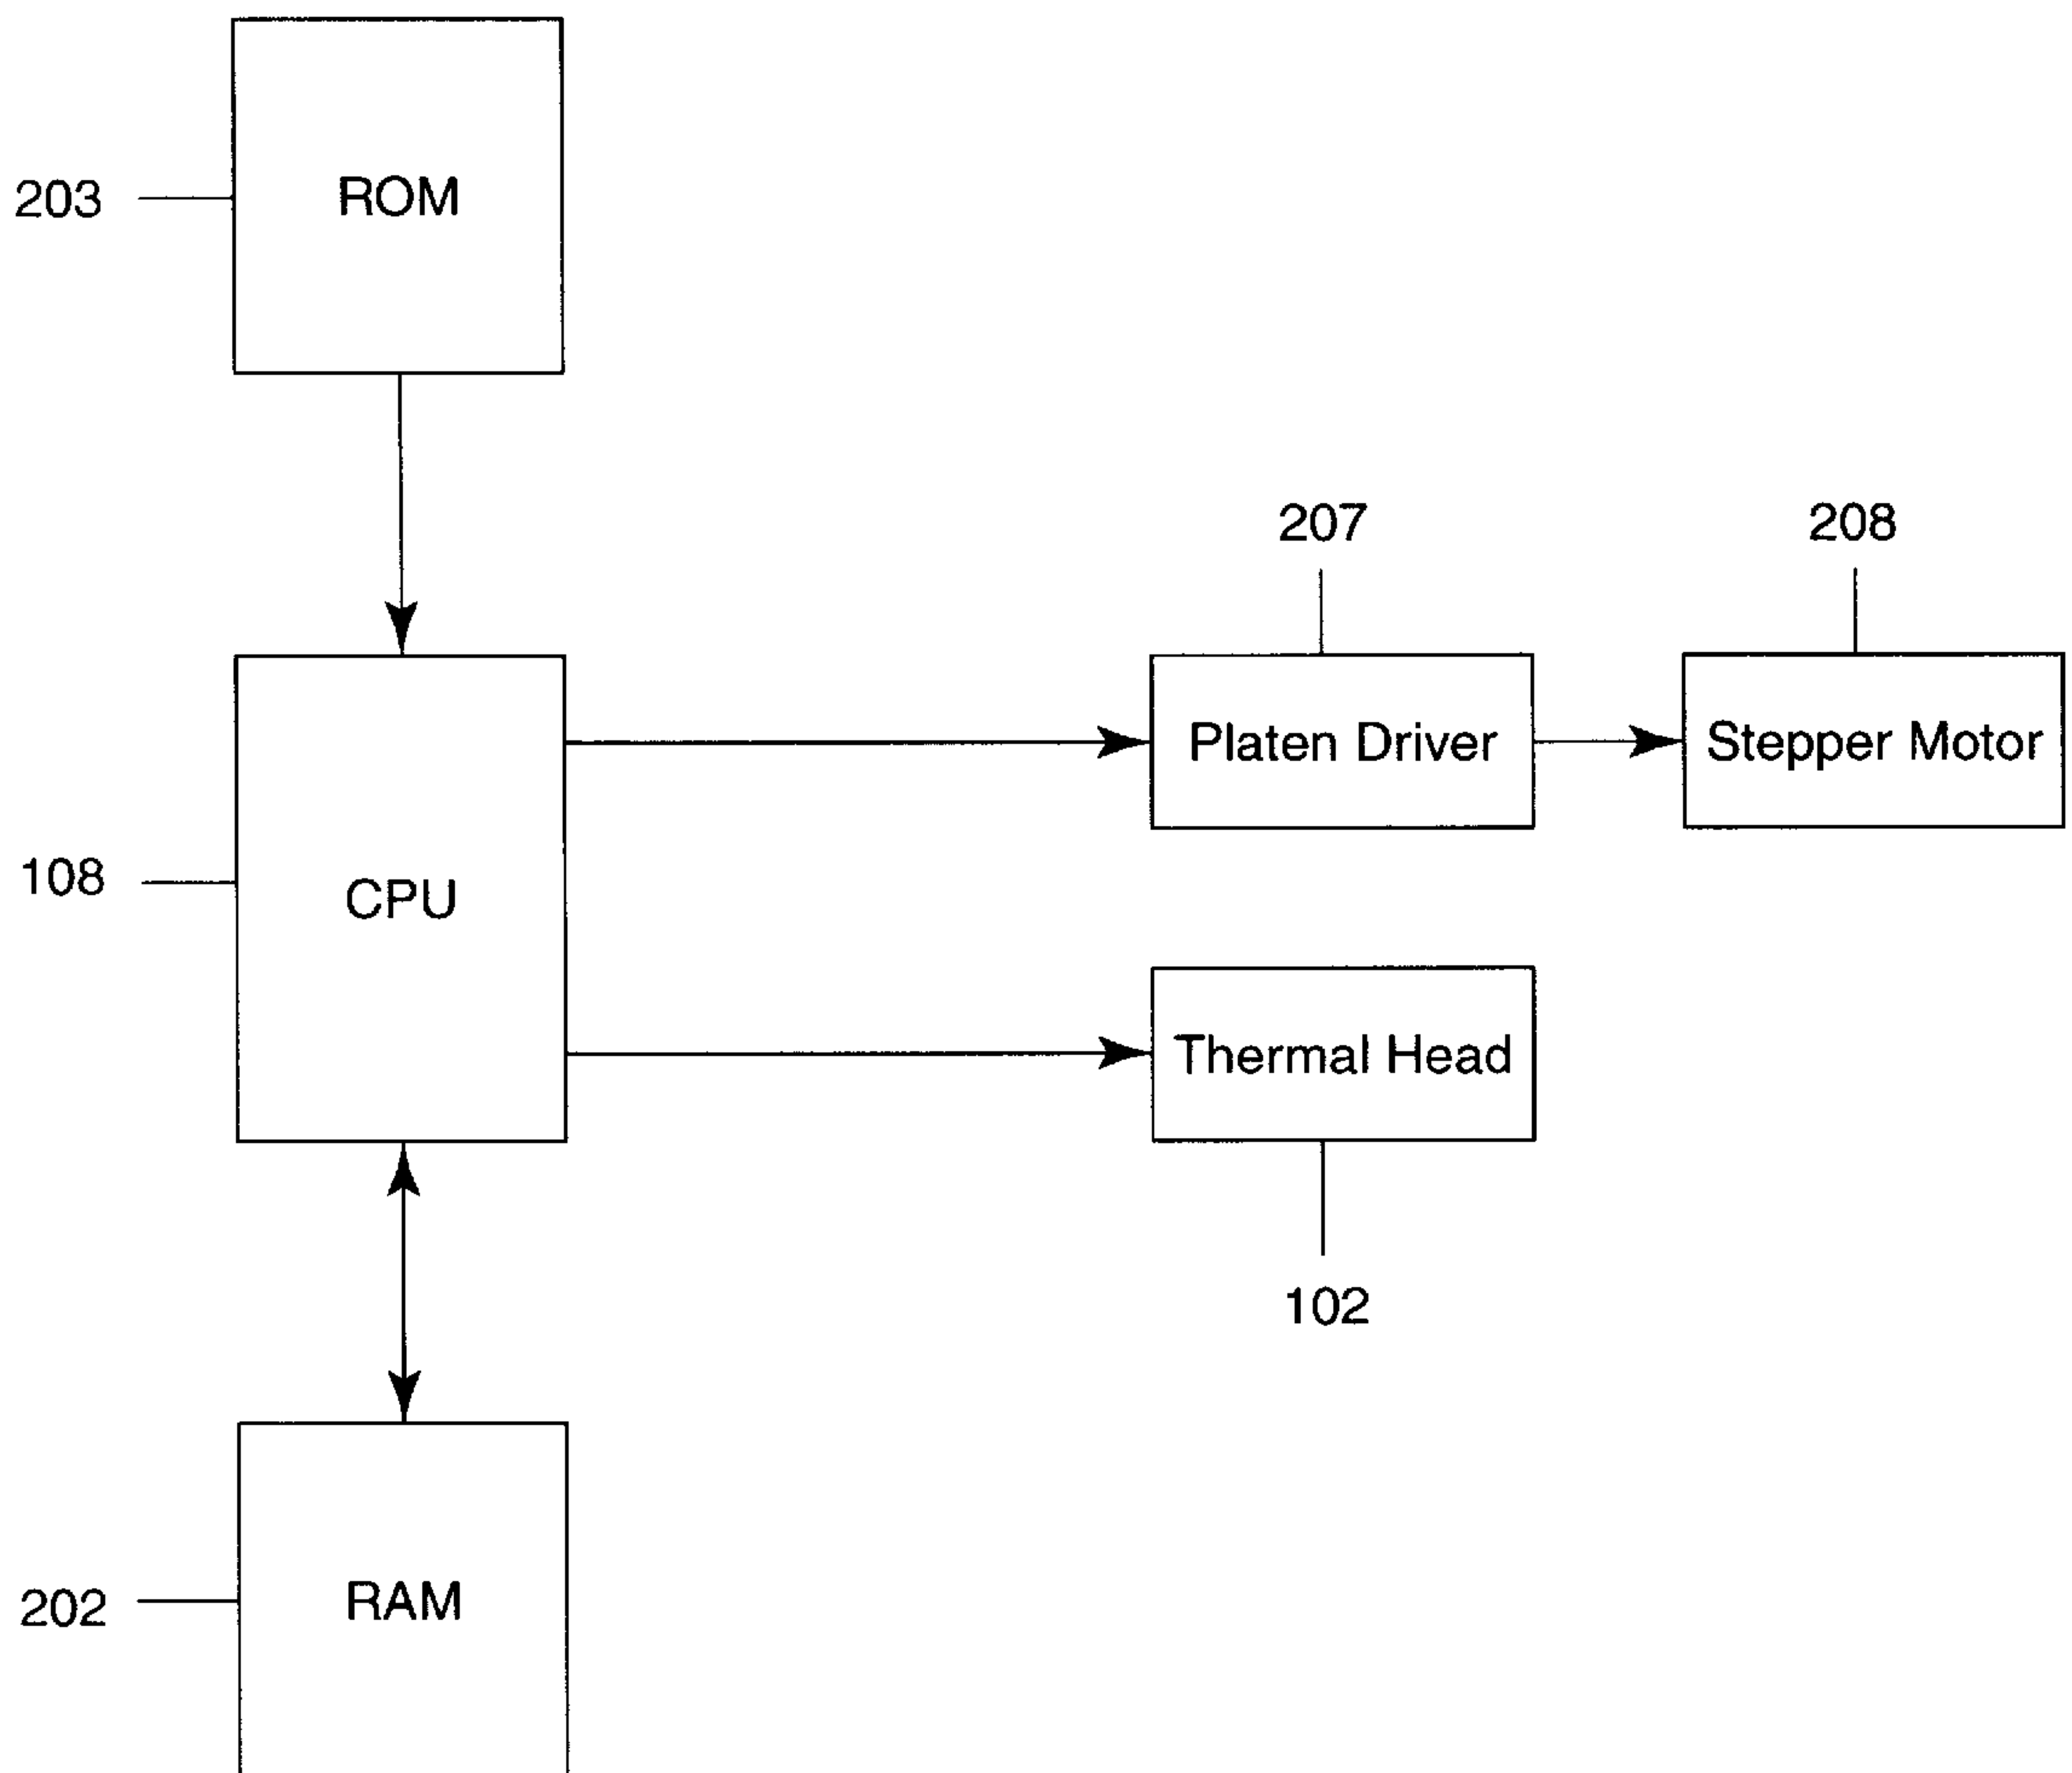 203
ROM
207
208
Platen Driver
Stepper Motor
108
CPU
Thermal Head
102
202
RAM